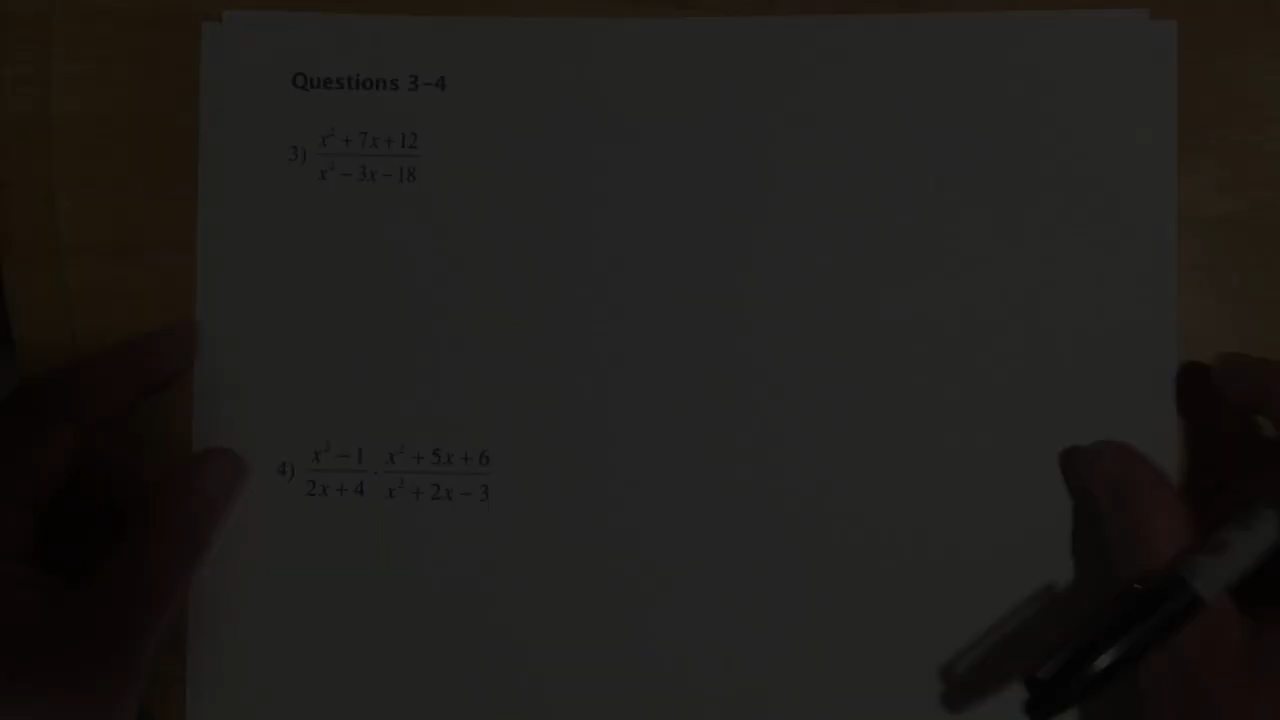 Questions 3-4
3) x² + 7x + 12 / x² - 3x - 18
4) x² - 1 / 2x + 4 · x² + 5x + 6 / x² + 2x - 3